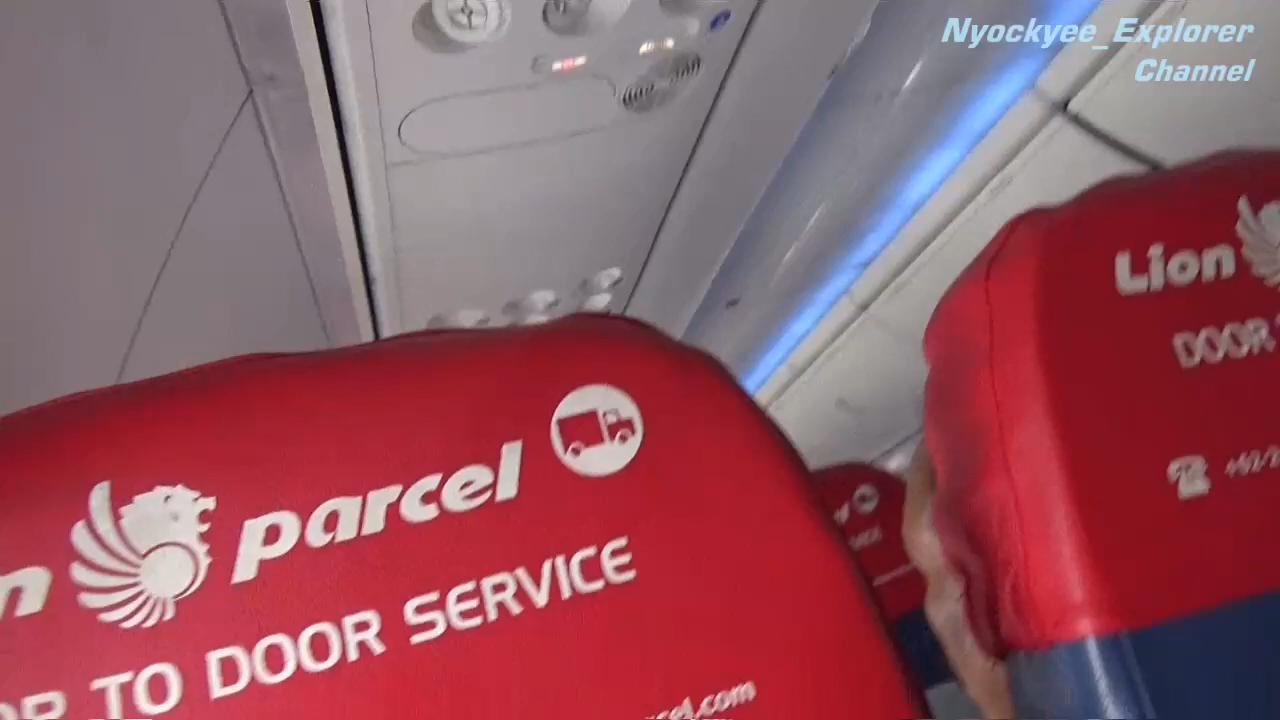 Nyockyee_Explorer
Channel
parcel
TO DOOR SERVICE
Lion
DOOR